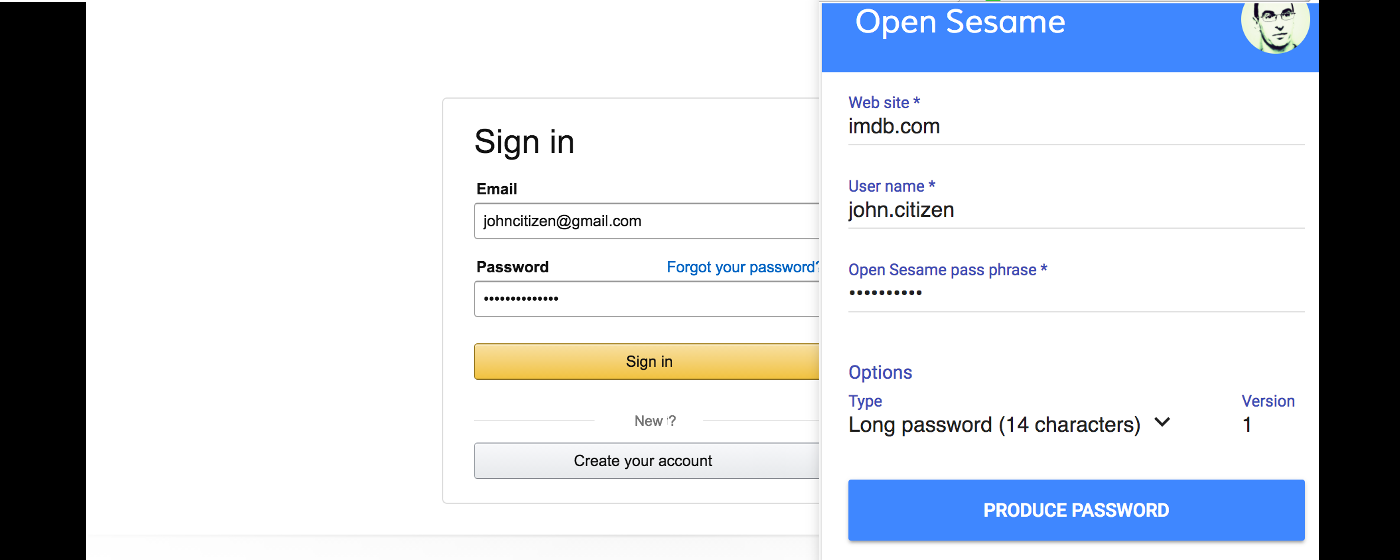 Sign in
Email
johncitizen@gmail.com
Password Forgot your password?
••••••••••••••
Sign in
New ?
Create your account
Open Sesame
Web site *
imdb.com
User name *
john.citizen
Open Sesame pass phrase *
••••••••••
Options
Type Version
Long password (14 characters) 1
PRODUCE PASSWORD